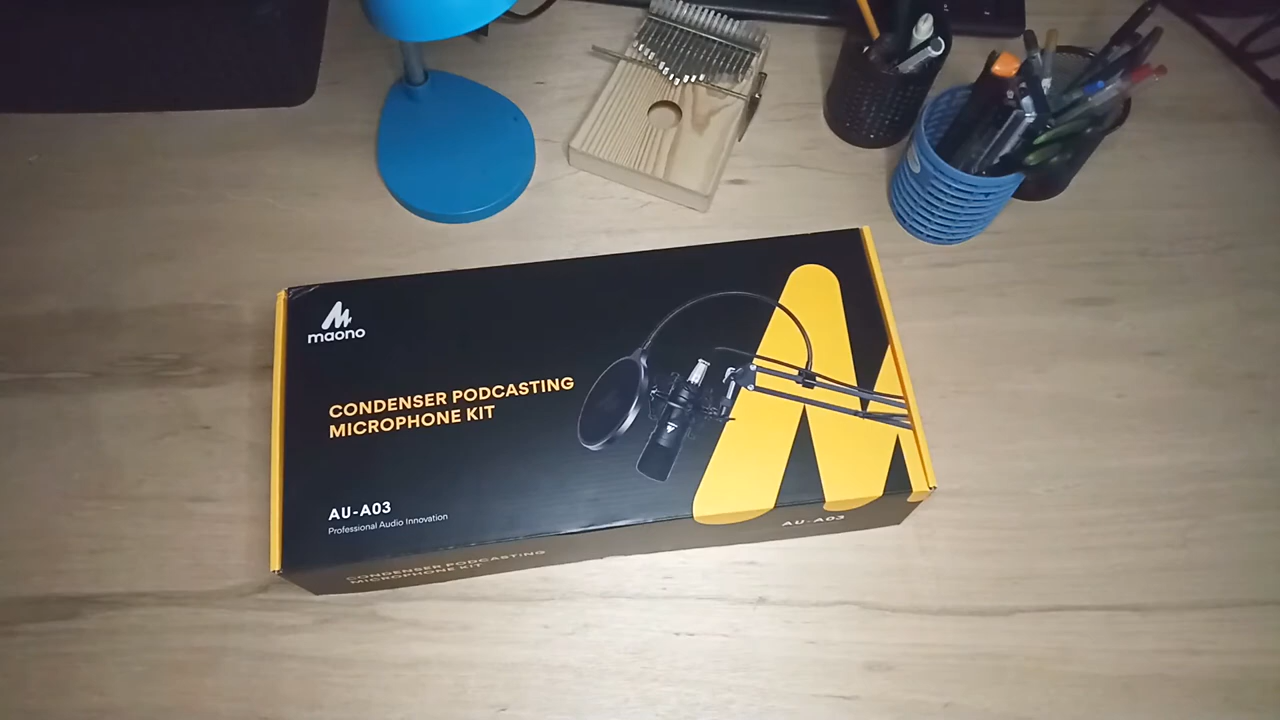 maono
CONDENSER PODCASTING
MICROPHONE KIT
AU-A03
Professional Audio Innovation
AU-A03
CONDENSER PODCASTING
MICROPHONE KIT